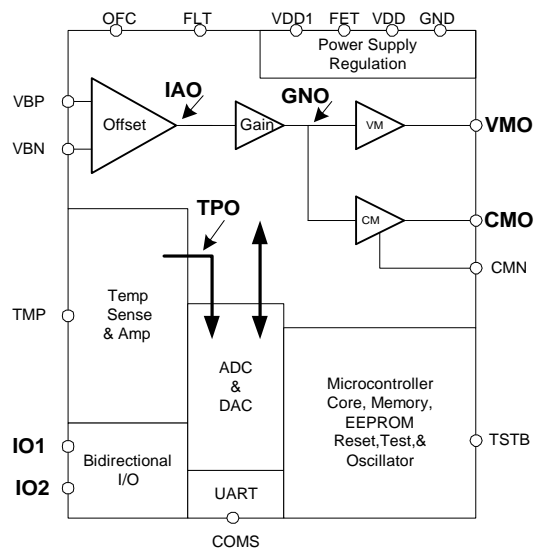 OFC
FLT
VDD1
FET
VDD
GND
Power Supply
Regulation
IAO
GNO
VBP
VBN
Offset
Gain
VM
VMO
TPO
CM
CMO
CMN
Temp
Sense
& Amp
TMP
ADC
&
DAC
Microcontroller
Core, Memory,
EEPROM
Reset,Test,&
Oscillator
TSTB
IO1
IO2
Bidirectional
I/O
UART
COMS